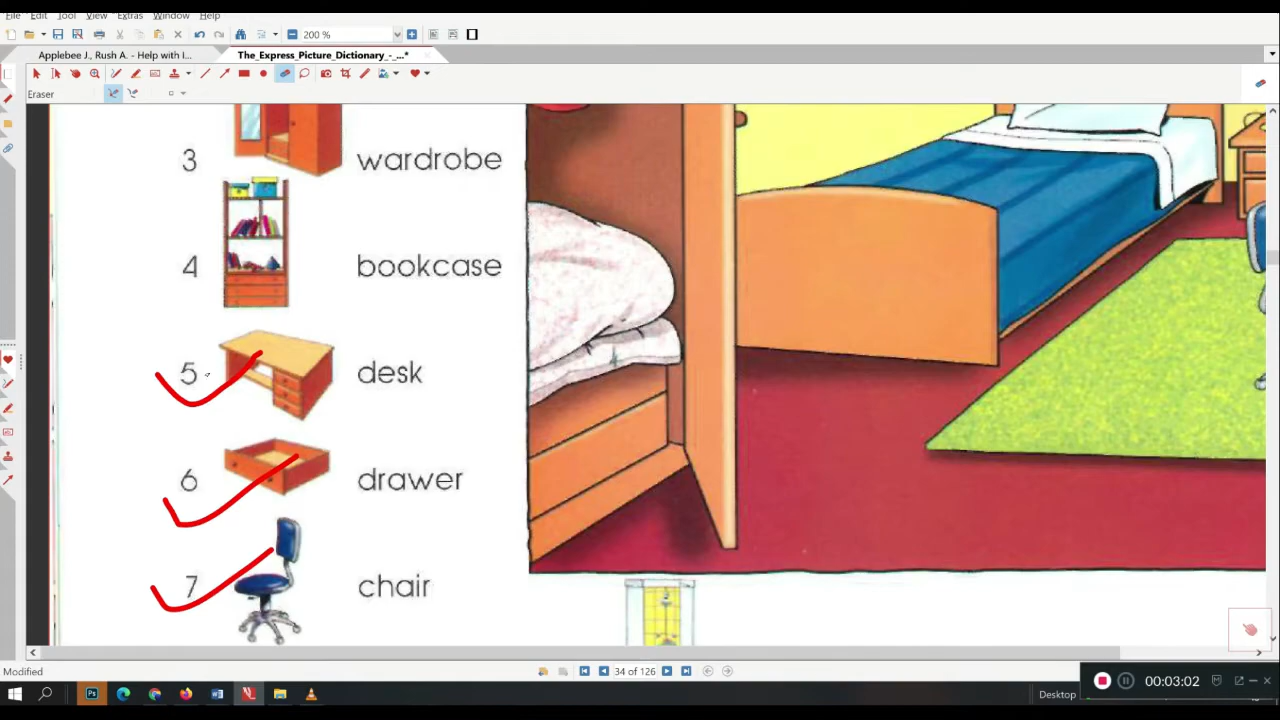 File Edit Tool View Extras Window Help
200 %
Applebee J., Rush A. - Help with I...
The_Express_Picture_Dictionary_-_...*
Eraser
3 wardrobe
4 bookcase
5 desk
6 drawer
7 chair
Modified
34 of 126
00:03:02
Desktop